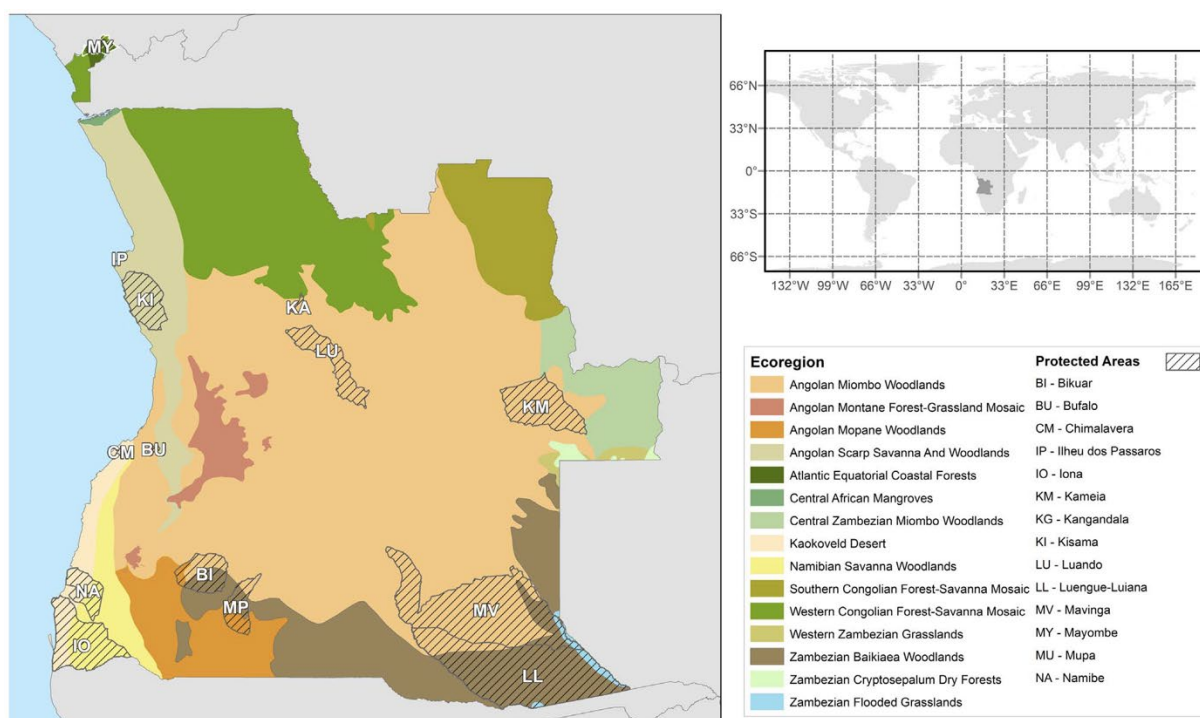 MY
IP
KI
KA
LU
KM
CM BU
BI
NA
MP
MV
IO
LL
66°N
33°N
0°
33°S
66°S
132°W 99°W 66°W 33°W 0° 33°E 66°E 99°E 132°E 165°E
Ecoregion Protected Areas
Angolan Miombo Woodlands BI - Bikuar
Angolan Montane Forest-Grassland Mosaic BU - Bufalo
Angolan Mopane Woodlands CM - Chimalavera
Angolan Scarp Savanna And Woodlands IP - Ilheu dos Passaros
Atlantic Equatorial Coastal Forests IO - Iona
Central African Mangroves KM - Kameia
Central Zambezian Miombo Woodlands KG - Kangandala
Kaokoveld Desert KI - Kisama
Namibian Savanna Woodlands LU - Luando
Southern Congolian Forest-Savanna Mosaic LL - Luengue-Luiana
Western Congolian Forest-Savanna Mosaic MV - Mavinga
Western Zambezian Grasslands MY - Mayombe
Zambezian Baikiaea Woodlands MU - Mupa
Zambezian Cryptosepalum Dry Forests NA - Namibe
Zambezian Flooded Grasslands